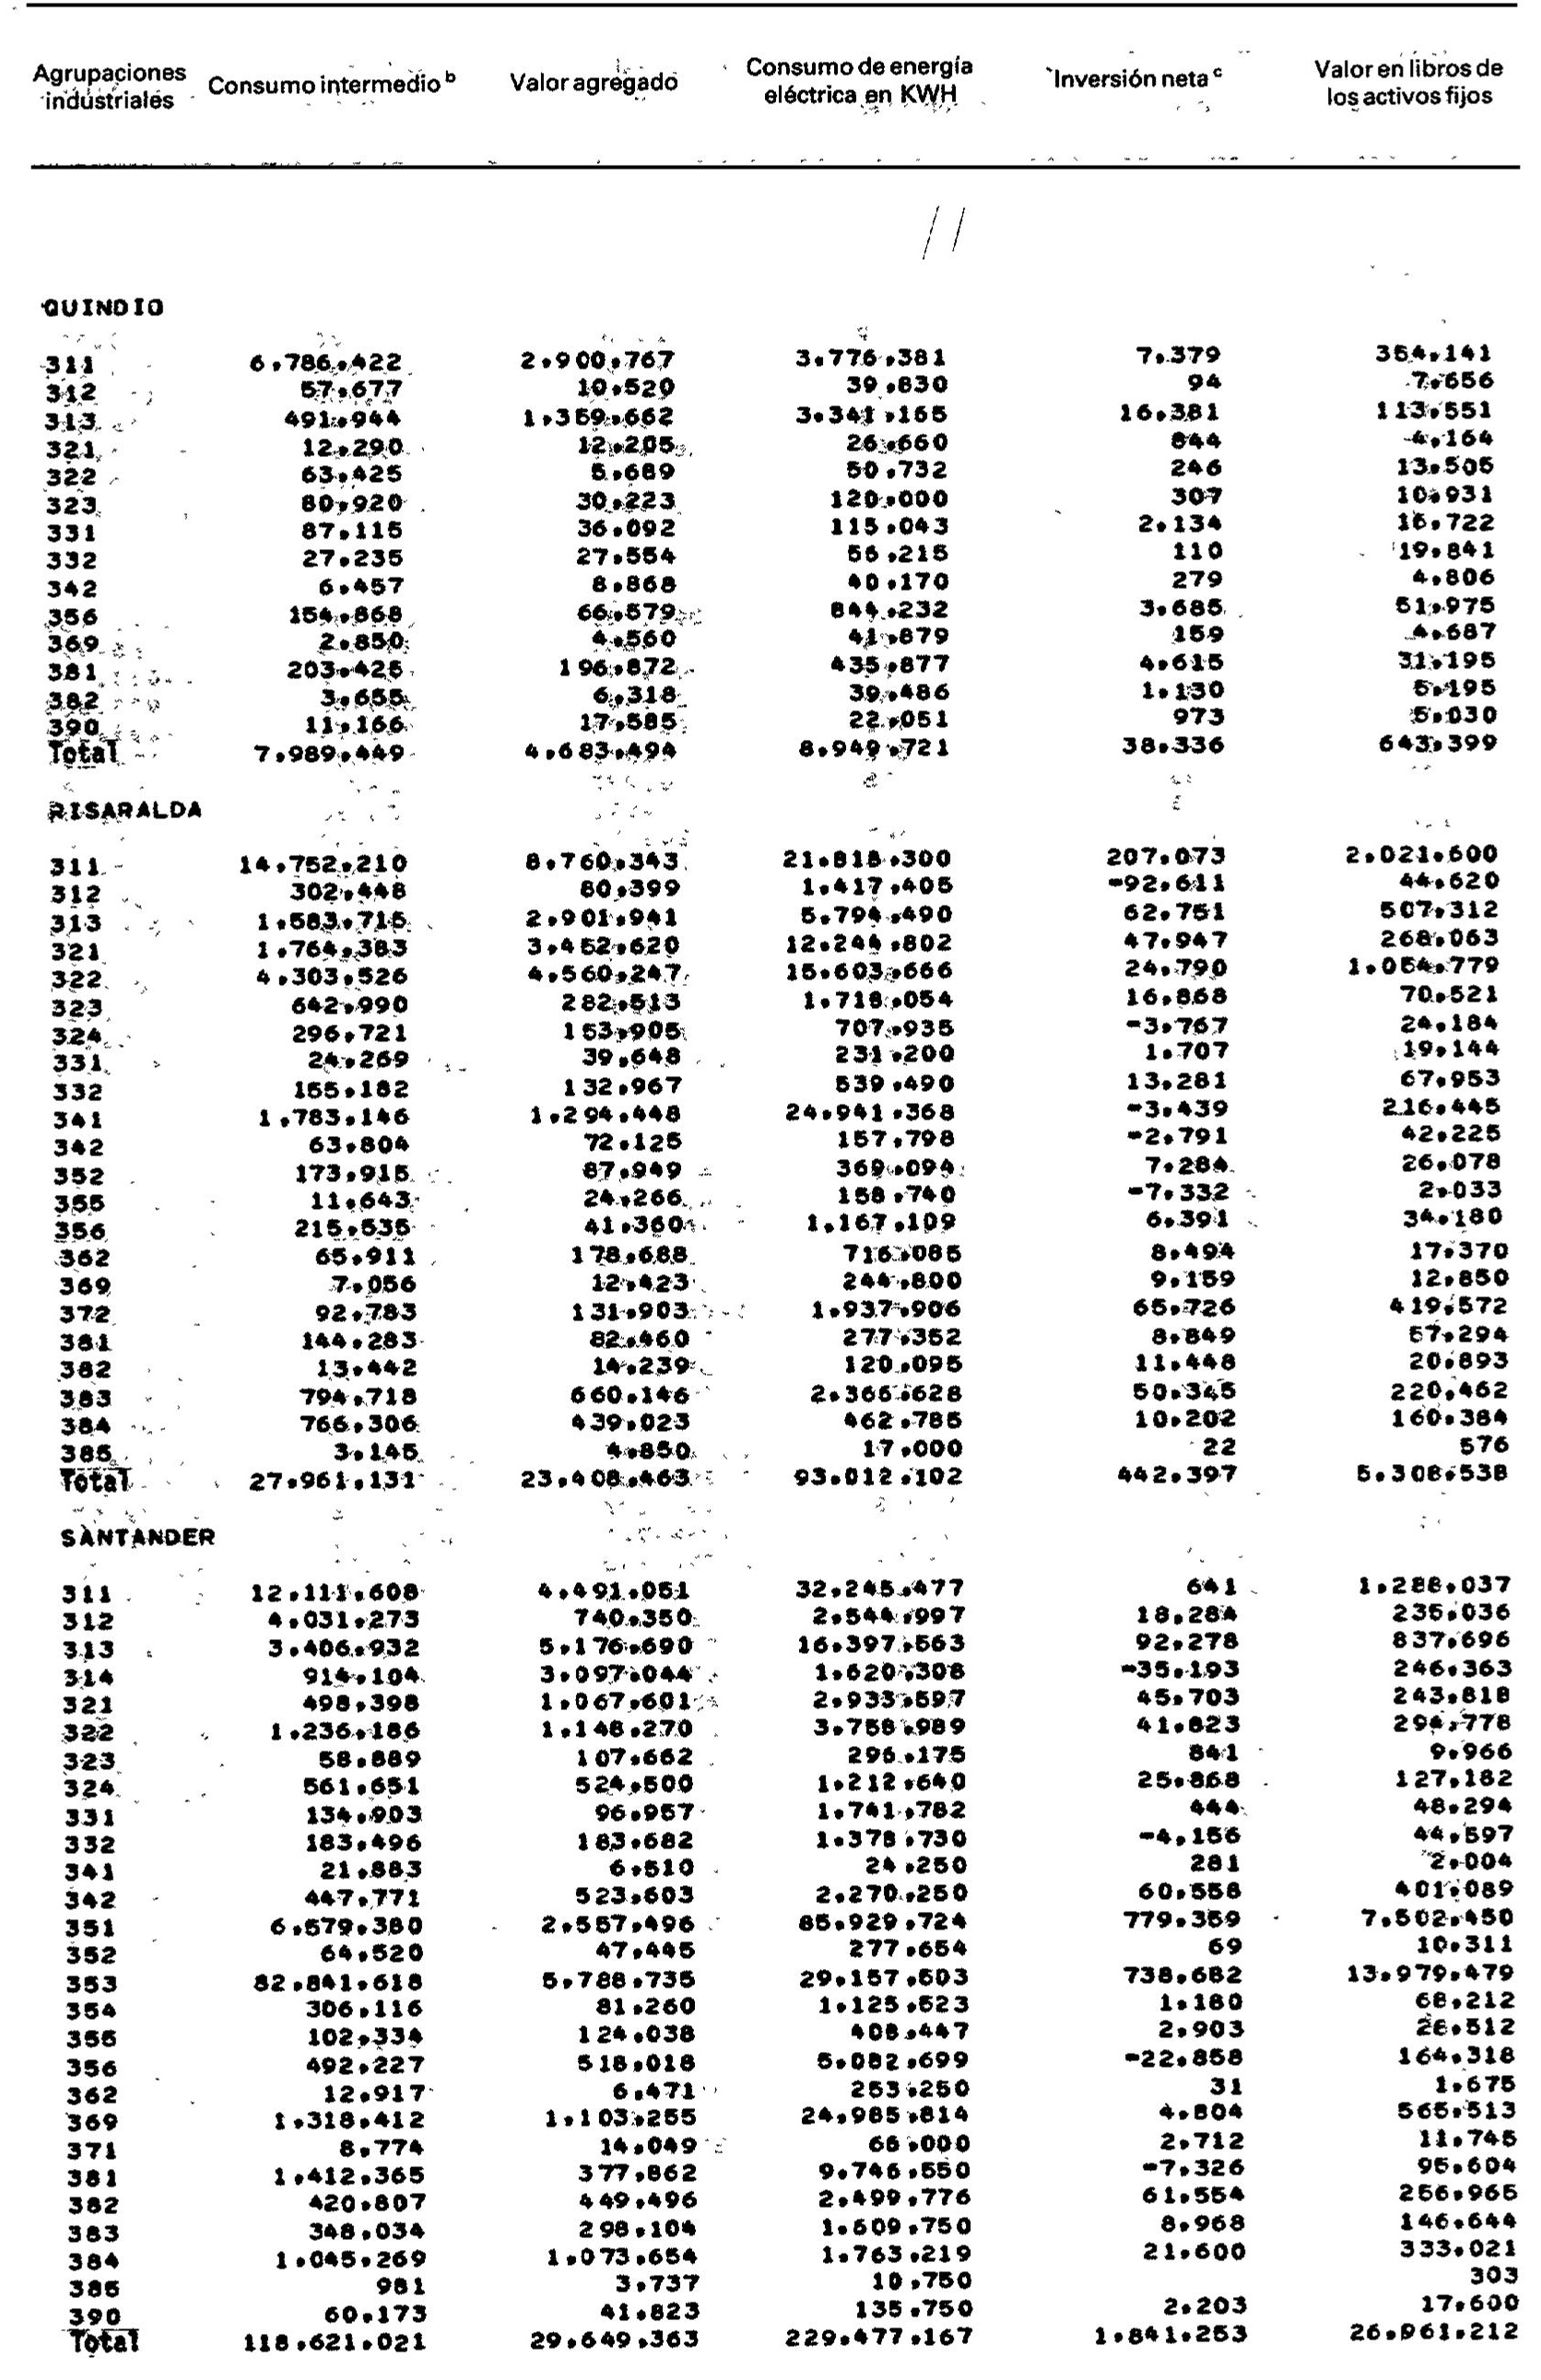 Agrupaciones industriales Consumo intermedio b Valor agregado Consumo de energía eléctrica en KWH Inversión neta c Valor en libros de los activos fijos
QUINDIO
311 6.786.422 2.900.767 3.776.381 7.379 354.141
312 57.677 10.520 39.830 94 7.656
313 491.944 1.359.662 3.341.165 16.381 113.551
321 12.290 12.205 26.660 844 4.164
322 63.425 5.689 50.732 246 13.505
323 80.920 30.223 120.000 307 10.931
331 87.115 36.092 115.043 2.134 16.722
332 27.235 27.554 56.215 110 19.841
342 6.457 8.868 40.170 279 4.806
356 154.868 66.579 844.232 3.685 51.975
369 2.850 4.560 41.879 159 4.687
381 203.425 196.872 435.877 4.615 31.195
382 3.655 6.318 39.486 1.130 5.195
390 11.166 17.585 22.051 973 5.030
Total 7.989.449 4.683.494 8.949.721 38.336 643.399
RISARALDA
311 14.752.210 8.760.343 21.818.300 207.073 2.021.600
312 302.448 80.399 1.417.405 -92.611 44.620
313 1.583.715 2.901.941 5.794.490 62.751 507.312
321 1.764.383 3.452.620 12.244.802 47.947 268.063
322 4.303.526 4.560.247 15.603.666 24.790 1.054.779
323 642.990 282.513 1.718.054 16.868 70.521
324 296.721 153.905 707.935 -3.767 24.184
331 24.269 39.648 231.200 1.707 19.144
332 155.182 132.967 539.490 13.281 67.953
341 1.783.146 1.294.448 24.941.368 -3.439 216.445
342 63.804 72.125 157.798 -2.791 42.225
352 173.915 87.949 369.094 7.284 26.078
355 11.643 24.266 158.740 -7.332 2.033
356 215.535 41.360 1.167.109 6.391 34.180
362 65.911 178.688 716.085 8.494 17.370
369 7.056 12.423 244.800 9.159 12.850
372 92.783 131.903 1.937.906 65.726 419.572
381 144.283 82.460 277.352 8.849 57.294
382 13.442 14.239 120.095 11.448 20.893
383 794.718 660.146 2.366.628 50.345 220.462
384 766.306 439.023 462.785 10.202 160.384
385 3.145 4.850 17.000 22 576
Total 27.961.131 23.408.463 93.012.102 442.397 5.308.538
SANTANDER
311 12.111.608 4.491.051 32.245.477 641 1.288.037
312 4.031.273 740.350 2.544.997 18.284 235.036
313 3.406.932 5.176.690 16.397.563 92.278 837.696
314 914.104 3.097.044 1.620.308 -35.193 246.363
321 498.398 1.067.601 2.933.597 45.703 243.818
322 1.236.186 1.148.270 3.758.989 41.823 294.778
323 58.889 107.662 296.175 841 9.966
324 561.651 524.500 1.212.640 25.868 127.182
331 134.903 96.957 1.741.782 444 48.294
332 183.496 183.682 1.378.730 -4.156 44.597
341 21.883 6.510 24.250 281 2.004
342 447.771 523.603 2.270.250 60.558 401.089
351 6.579.380 2.557.496 85.929.724 779.359 7.502.450
352 64.520 47.445 277.654 69 10.311
353 82.841.618 5.788.735 29.157.503 738.682 13.979.479
354 306.116 81.260 1.125.523 1.180 68.212
355 102.334 124.038 408.447 2.903 26.512
356 492.227 518.018 5.082.699 -22.858 164.318
362 12.917 6.471 253.250 31 1.675
369 1.318.412 1.103.255 24.985.814 4.804 565.513
371 8.774 14.049 66.000 2.712 11.745
381 1.412.365 377.862 9.746.550 -7.326 95.604
382 420.807 449.496 2.499.776 61.554 256.965
383 348.034 298.104 1.609.750 8.968 146.644
384 1.045.269 1.073.654 1.763.219 21.600 333.021
385 981 3.737 10.750 303
390 60.173 41.823 135.750 2.203 17.600
Total 118.621.021 29.649.363 229.477.167 1.841.253 26.961.212